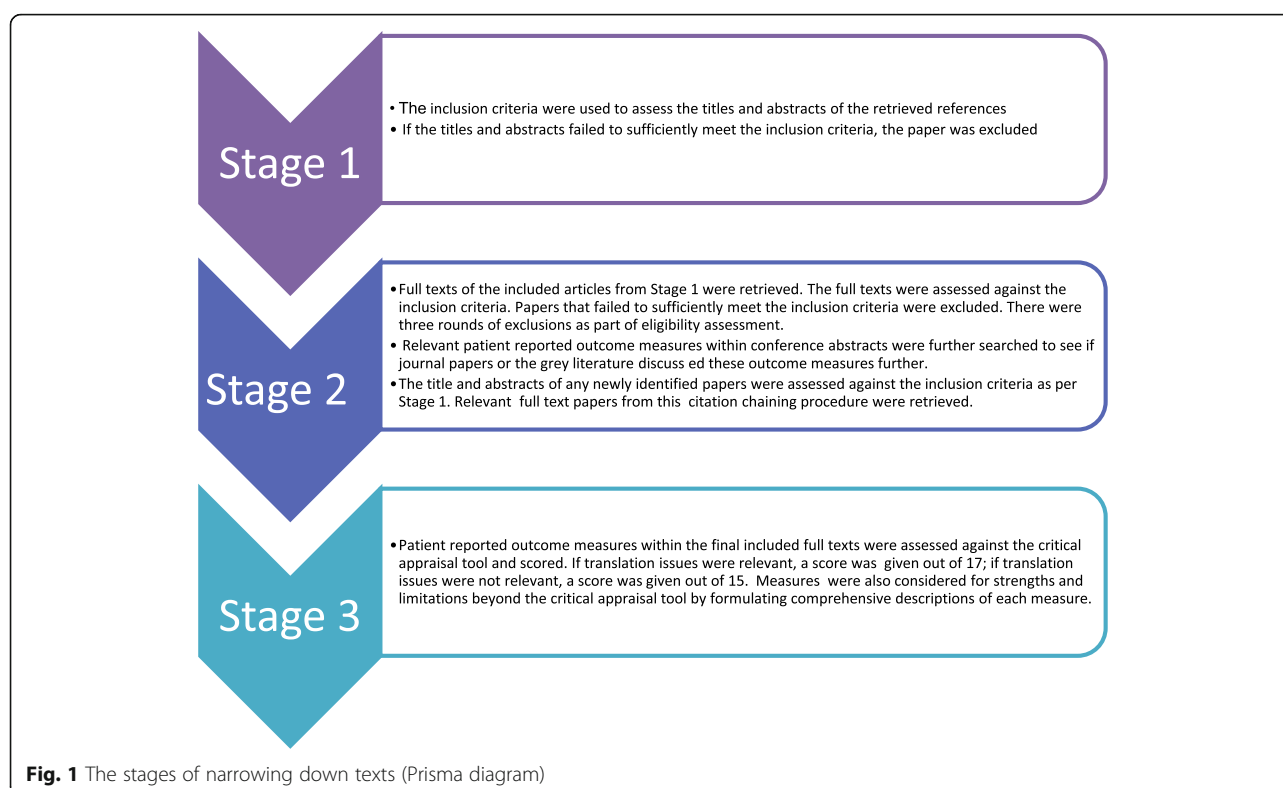 Stage 1
• The inclusion criteria were used to assess the titles and abstracts of the retrieved references
• If the titles and abstracts failed to sufficiently meet the inclusion criteria, the paper was excluded
Stage 2
•Full texts of the included articles from Stage 1 were retrieved. The full texts were assessed against the
inclusion criteria. Papers that failed to sufficiently meet the inclusion criteria were excluded. There were
three rounds of exclusions as part of eligibility assessment.
• Relevant patient reported outcome measures within conference abstracts were further searched to see if
journal papers or the grey literature discuss ed these outcome measures further.
•The title and abstracts of any newly identified papers were assessed against the inclusion criteria as per
Stage 1. Relevant full text papers from this citation chaining procedure were retrieved.
Stage 3
•Patient reported outcome measures within the final included full texts were assessed against the critical
appraisal tool and scored. If translation issues were relevant, a score was given out of 17; if translation
issues were not relevant, a score was given out of 15. Measures were also considered for strengths and
limitations beyond the critical appraisal tool by formulating comprehensive descriptions of each measure.
Fig. 1 The stages of narrowing down texts (Prisma diagram)